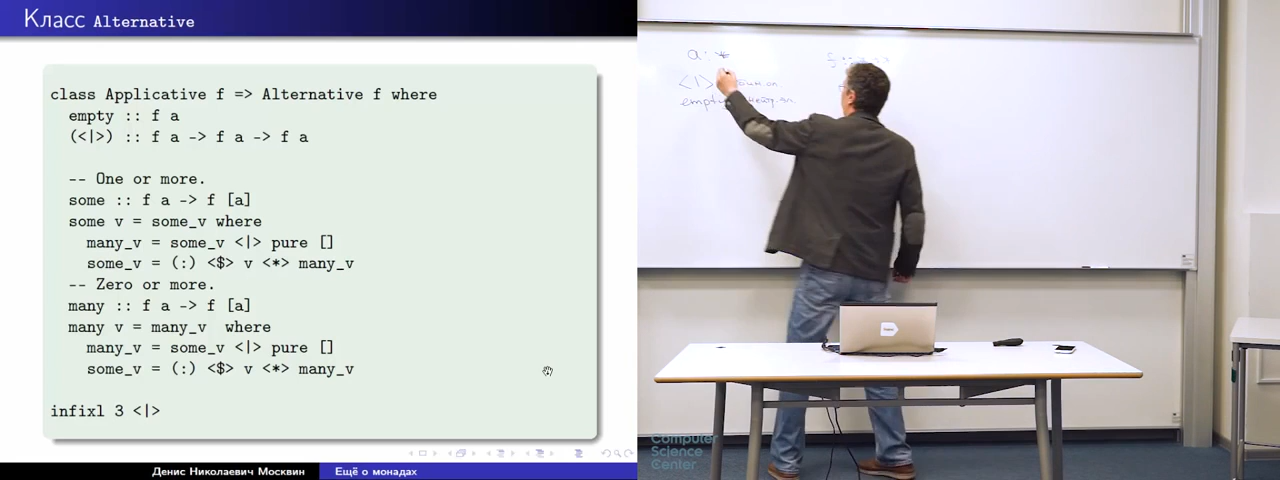 Класс Alternative
class Applicative f => Alternative f where
empty :: f a
(<|>) :: f a -> f a -> f a
-- One or more.
some :: f a -> f [a]
some v = some_v where
many_v = some_v <|> pure []
some_v = (:) <$> v <*> many_v
-- Zero or more.
many :: f a -> f [a]
many v = many_v where
many_v = some_v <|> pure []
some_v = (:) <$> v <*> many_v
infixl 3 <|>
Денис Николаевич Москвин
Ещё о монадах
a: *
<|>
Computer
Science
Center